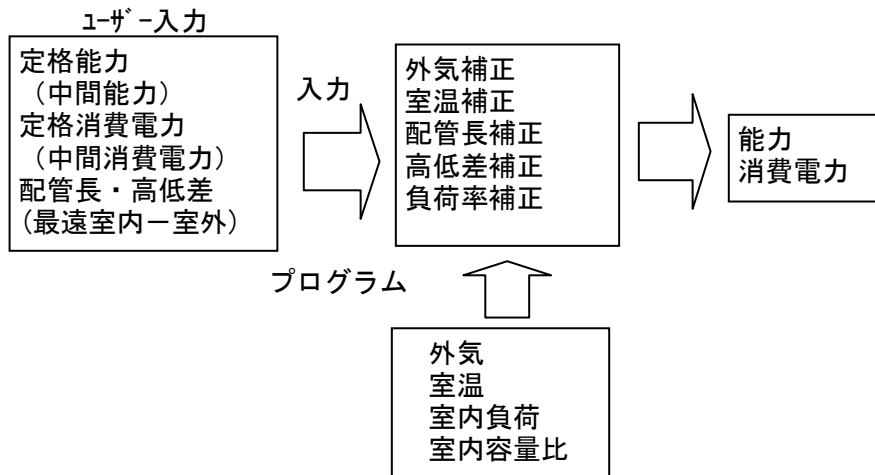 ﾕｰｻﾞｰ入力
定格能力
（中間能力）
定格消費電力
（中間消費電力）
配管長・高低差
(最遠室内－室外)
入力
外気補正
室温補正
配管長補正
高低差補正
負荷率補正
能力
消費電力
プログラム
外気
室温
室内負荷
室内容量比